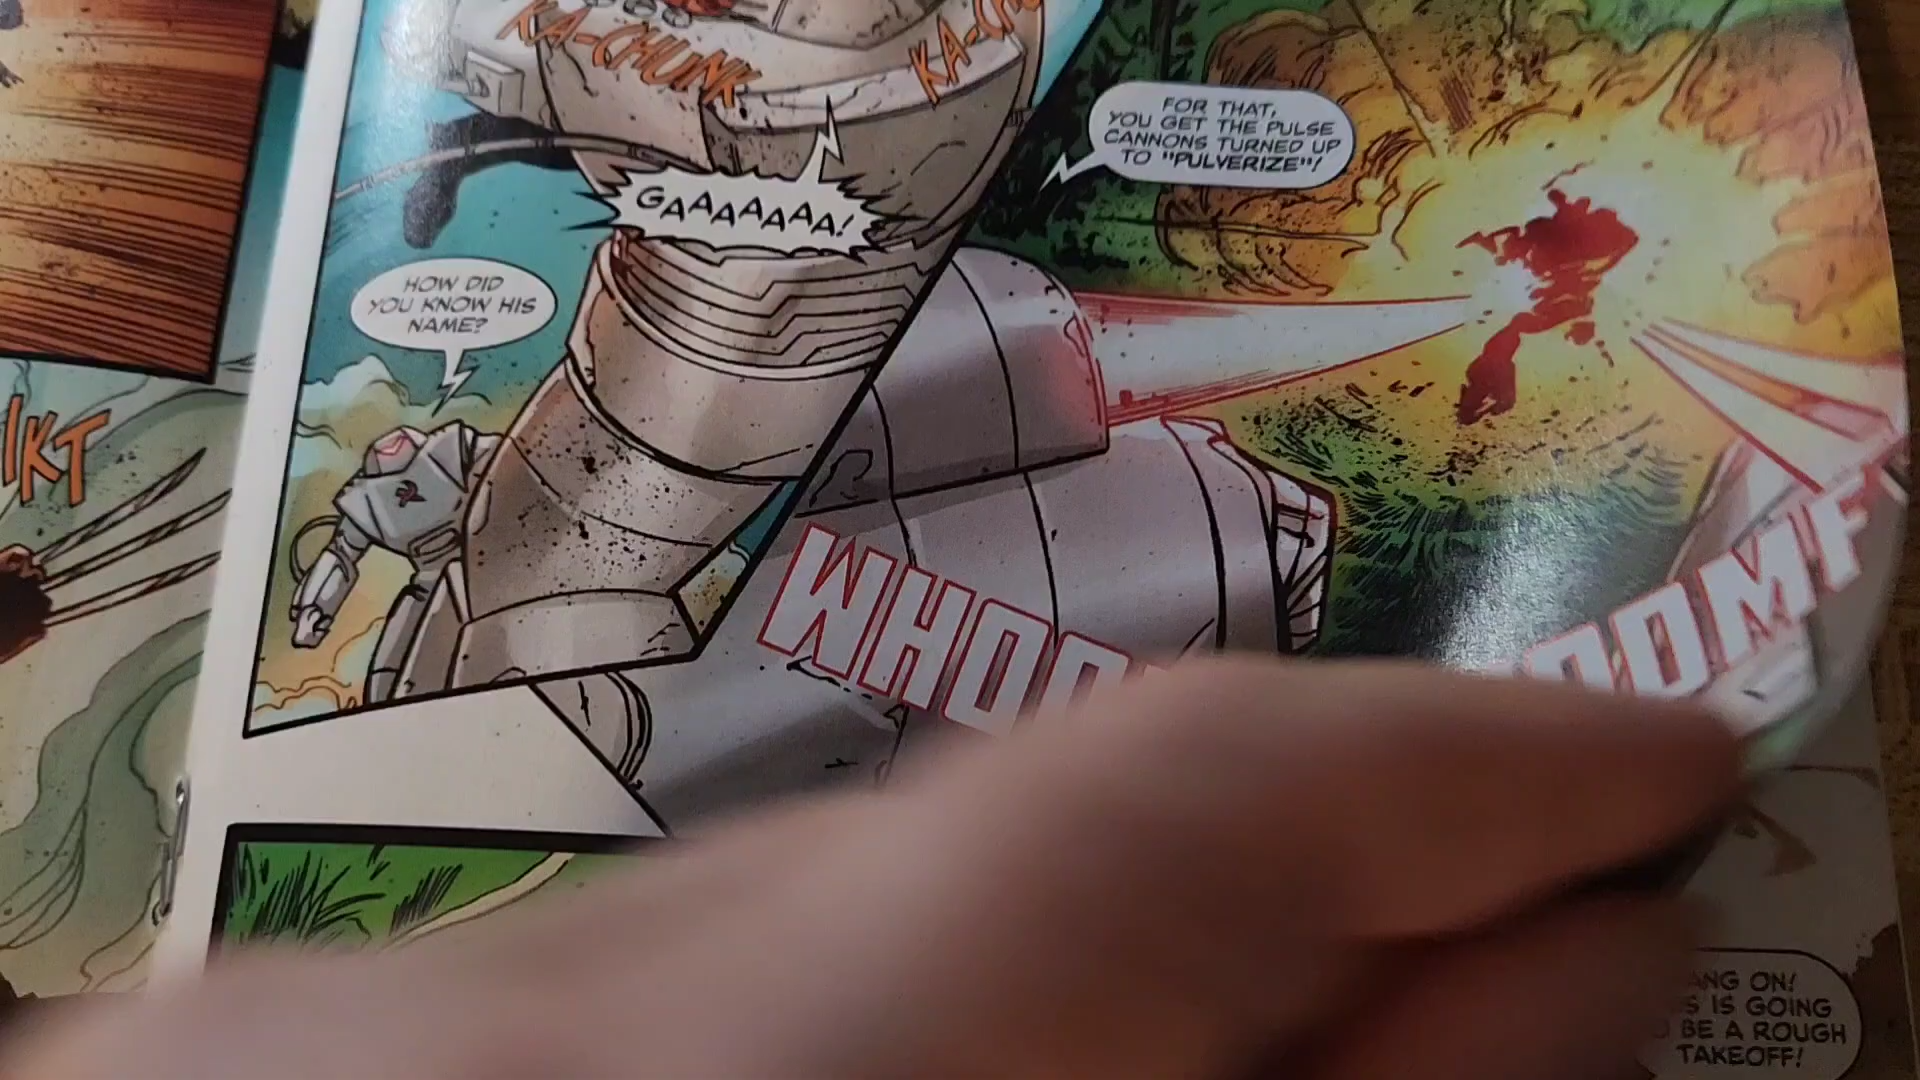 KA-CHUNK
KA-
FOR THAT,
YOU GET THE PULSE
CANNONS TURNED UP
TO "PULVERIZE"!
GAAAAAAA!
HOW DID
YOU KNOW HIS
NAME?
IKT
WHOO
OOMF
ANG ON!
S IS GOING
BE A ROUGH
TAKEOFF!